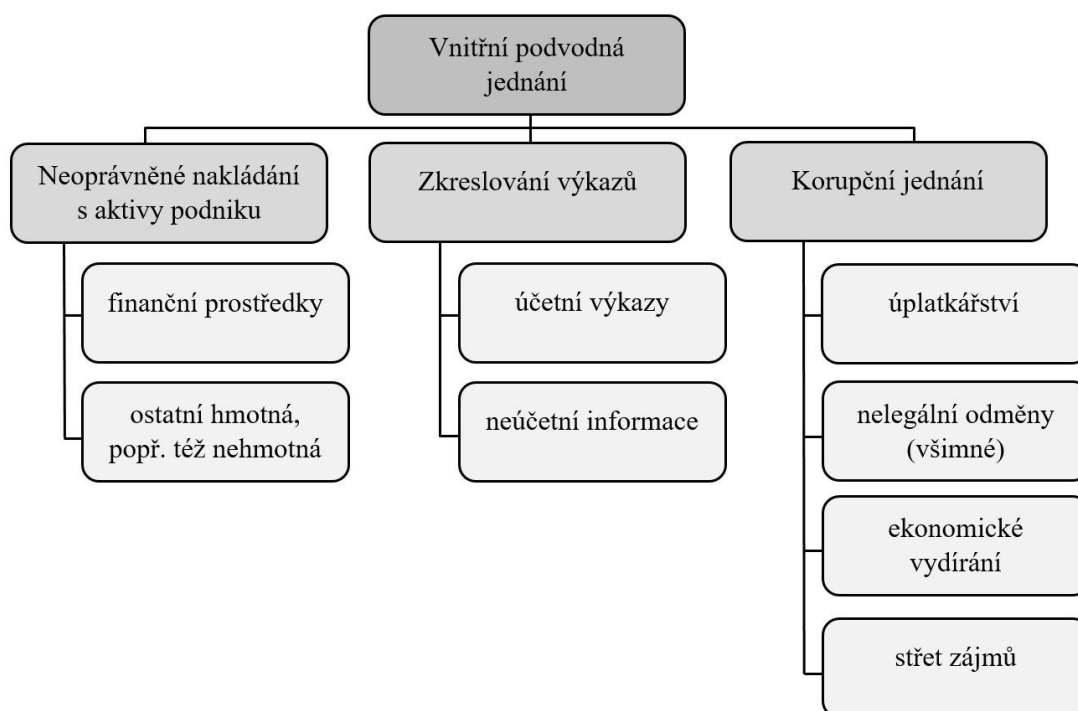 Vnitřní podvodná
jednání
Neoprávněné nakládání
s aktivy podniku
finanční prostředky
ostatní hmotná,
popř. též nehmotná
Zkreslování výkazů
účetní výkazy
neúčetní informace
Korupční jednání
úplatkářství
nelegální odměny
(všimné)
ekonomické
vydírání
střet zájmů